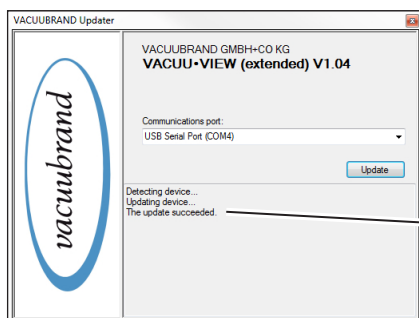 VACUUBRAND Updater
vacuubrand
VACUUBRAND GMBH+CO KG
VACUU•VIEW (extended) V1.04
Communications port:
USB Serial Port (COM4)
Update
Detecting device...
Updating device...
The update succeeded.